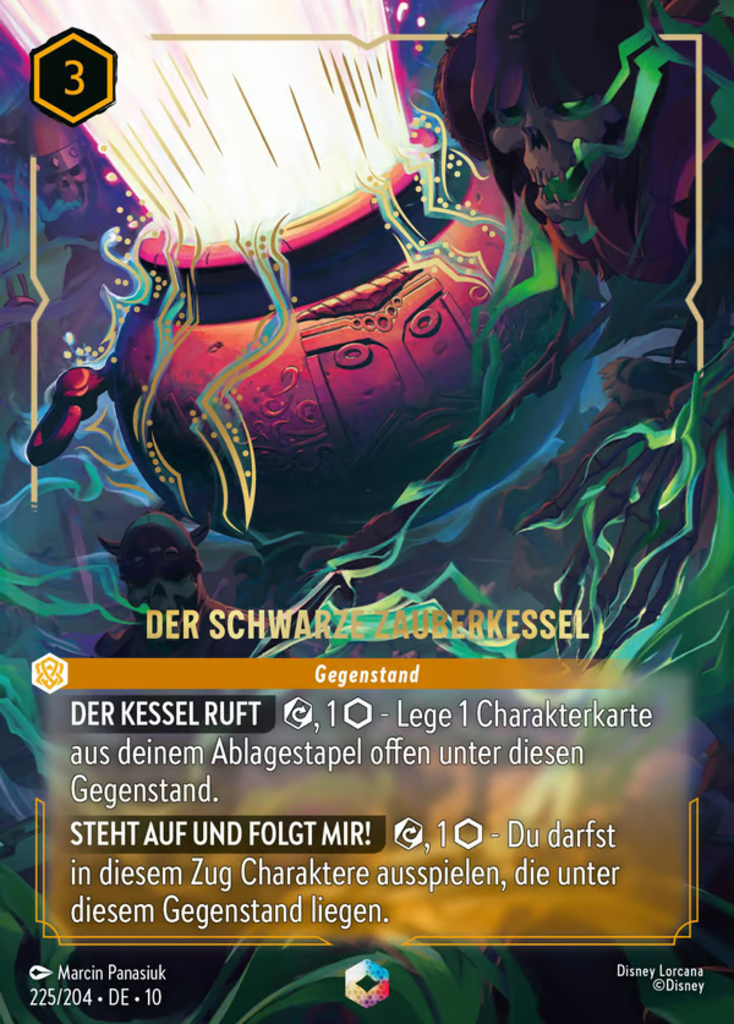 3
DER SCHWARZE ZAUBERKESSEL
Gegenstand
DER KESSEL RUFT , 1 - Lege 1 Charakterkarte
aus deinem Ablagestapel offen unter diesen
Gegenstand.
STEHT AUF UND FOLGT MIR! , 1 - Du darfst
in diesem Zug Charaktere ausspielen, die unter
diesem Gegenstand liegen.
Marcin Panasiuk
225/204 • DE • 10
Disney Lorcana
©Disney